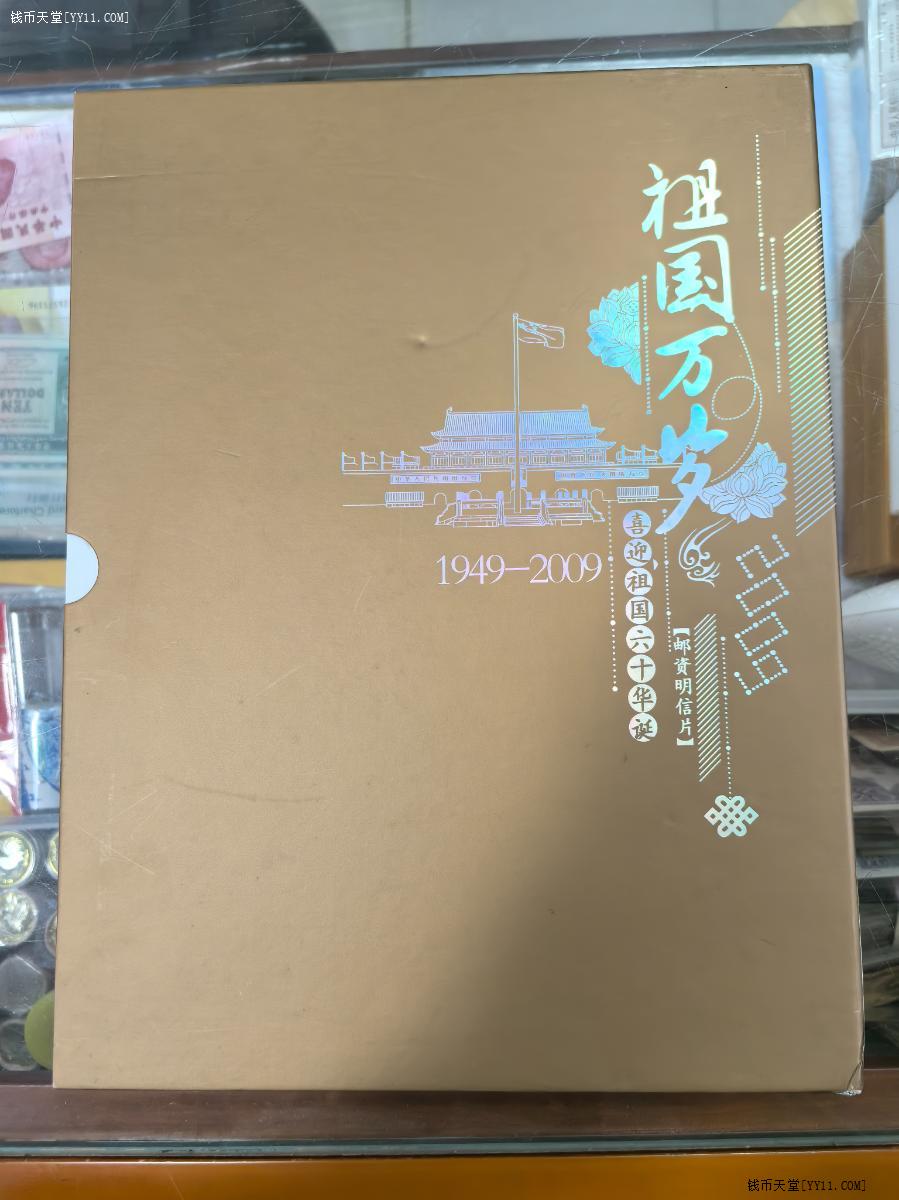 钱币天堂[YY11.COM]
祖国万岁
喜迎祖国六十华诞
【邮资明信片】
1949-2009
2009
TEN
钱币天堂[YY11.COM]